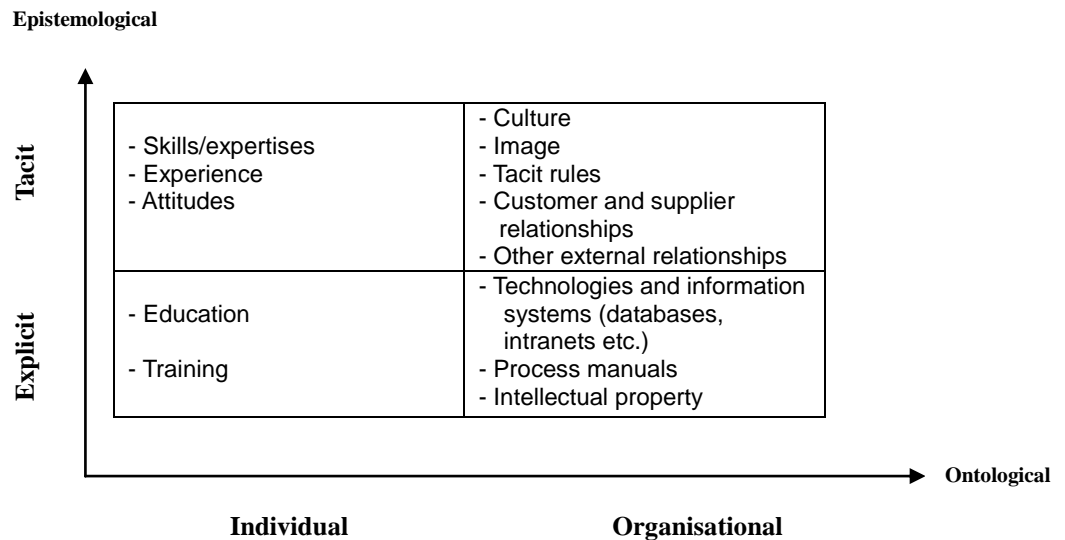 Epistemological
Tacit
- Skills/expertises
- Experience
- Attitudes
- Culture
- Image
- Tacit rules
- Customer and supplier
relationships
- Other external relationships
Explicit
- Education
- Training
- Technologies and information
systems (databases,
intranets etc.)
- Process manuals
- Intellectual property
Ontological
Individual
Organisational